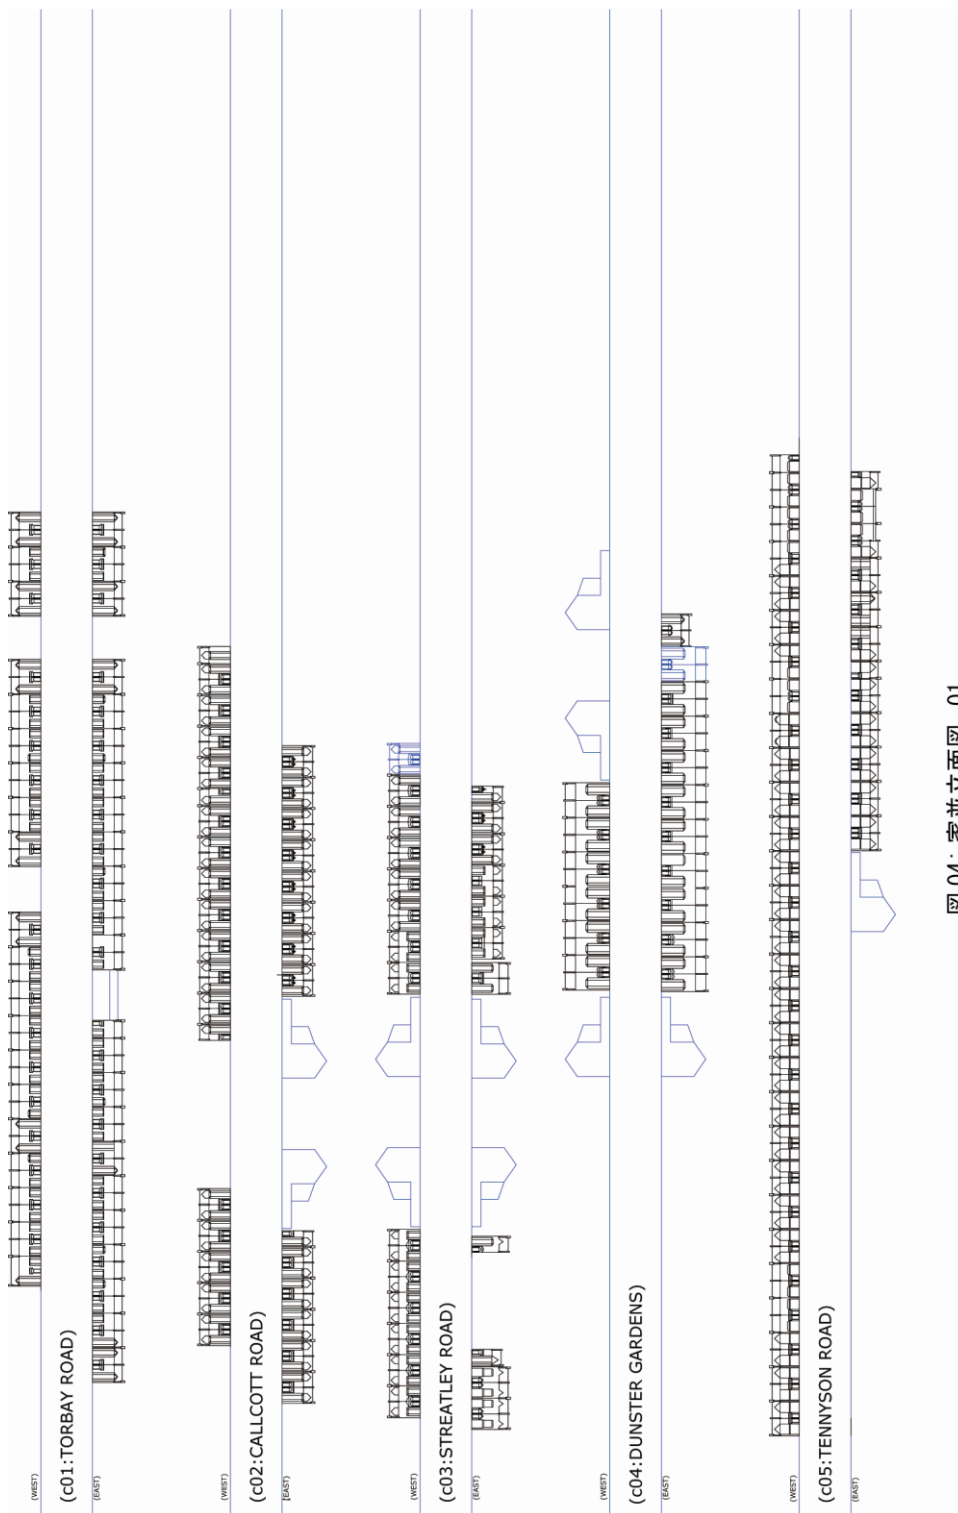 (WEST)
(c01:TORBAY ROAD)
(EAST)
(WEST)
(c02:CALLCOTT ROAD)
(EAST)
(WEST)
(c03:STREATLEY ROAD)
(EAST)
(WEST)
(c04:DUNSTER GARDENS)
(EAST)
(WEST)
(c05:TENNYSON ROAD)
(EAST)
図 04: 家並立面図_01